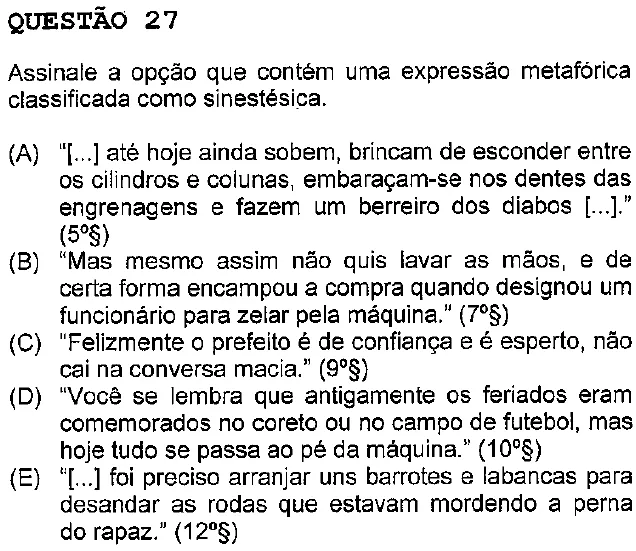 QUESTÃO 27
Assinale a opção que contém uma expressão metafórica
classificada como sinestésica.
(A) "[...] até hoje ainda sobem, brincam de esconder entre
os cilindros e colunas, embaraçam-se nos dentes das
engrenagens e fazem um berreiro dos diabos [...]."
(5º§)
(B) "Mas mesmo assim não quis lavar as mãos, e de
certa forma encampou a compra quando designou um
funcionário para zelar pela máquina." (7º§)
(C) "Felizmente o prefeito é de confiança e é esperto, não
cai na conversa macia." (9º§)
(D) "Você se lembra que antigamente os feriados eram
comemorados no coreto ou no campo de futebol, mas
hoje tudo se passa ao pé da máquina." (10º§)
(E) "[...] foi preciso arranjar uns barrotes e labancas para
desandar as rodas que estavam mordendo a perna
do rapaz." (12º§)